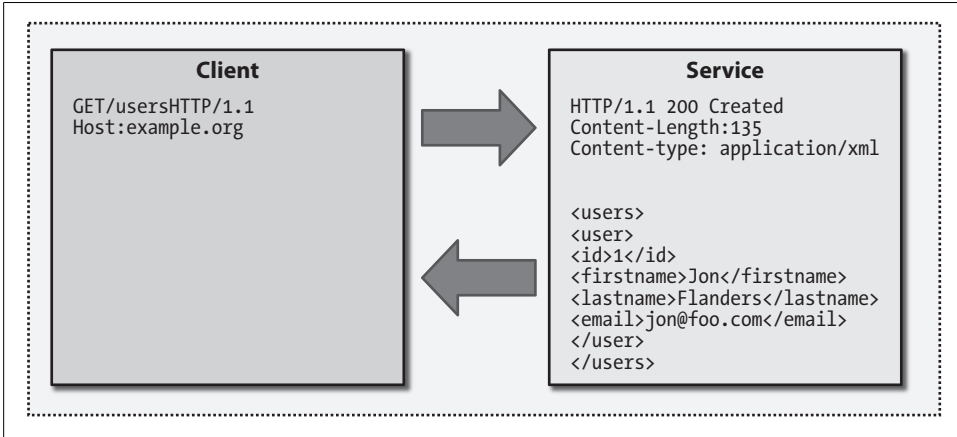 Client
GET/usersHTTP/1.1
Host:example.org
Service
HTTP/1.1 200 Created
Content-Length:135
Content-type: application/xml
<users>
<user>
<id>1</id>
<firstname>Jon</firstname>
<lastname>Flanders</lastname>
<email>jon@foo.com</email>
</user>
</users>